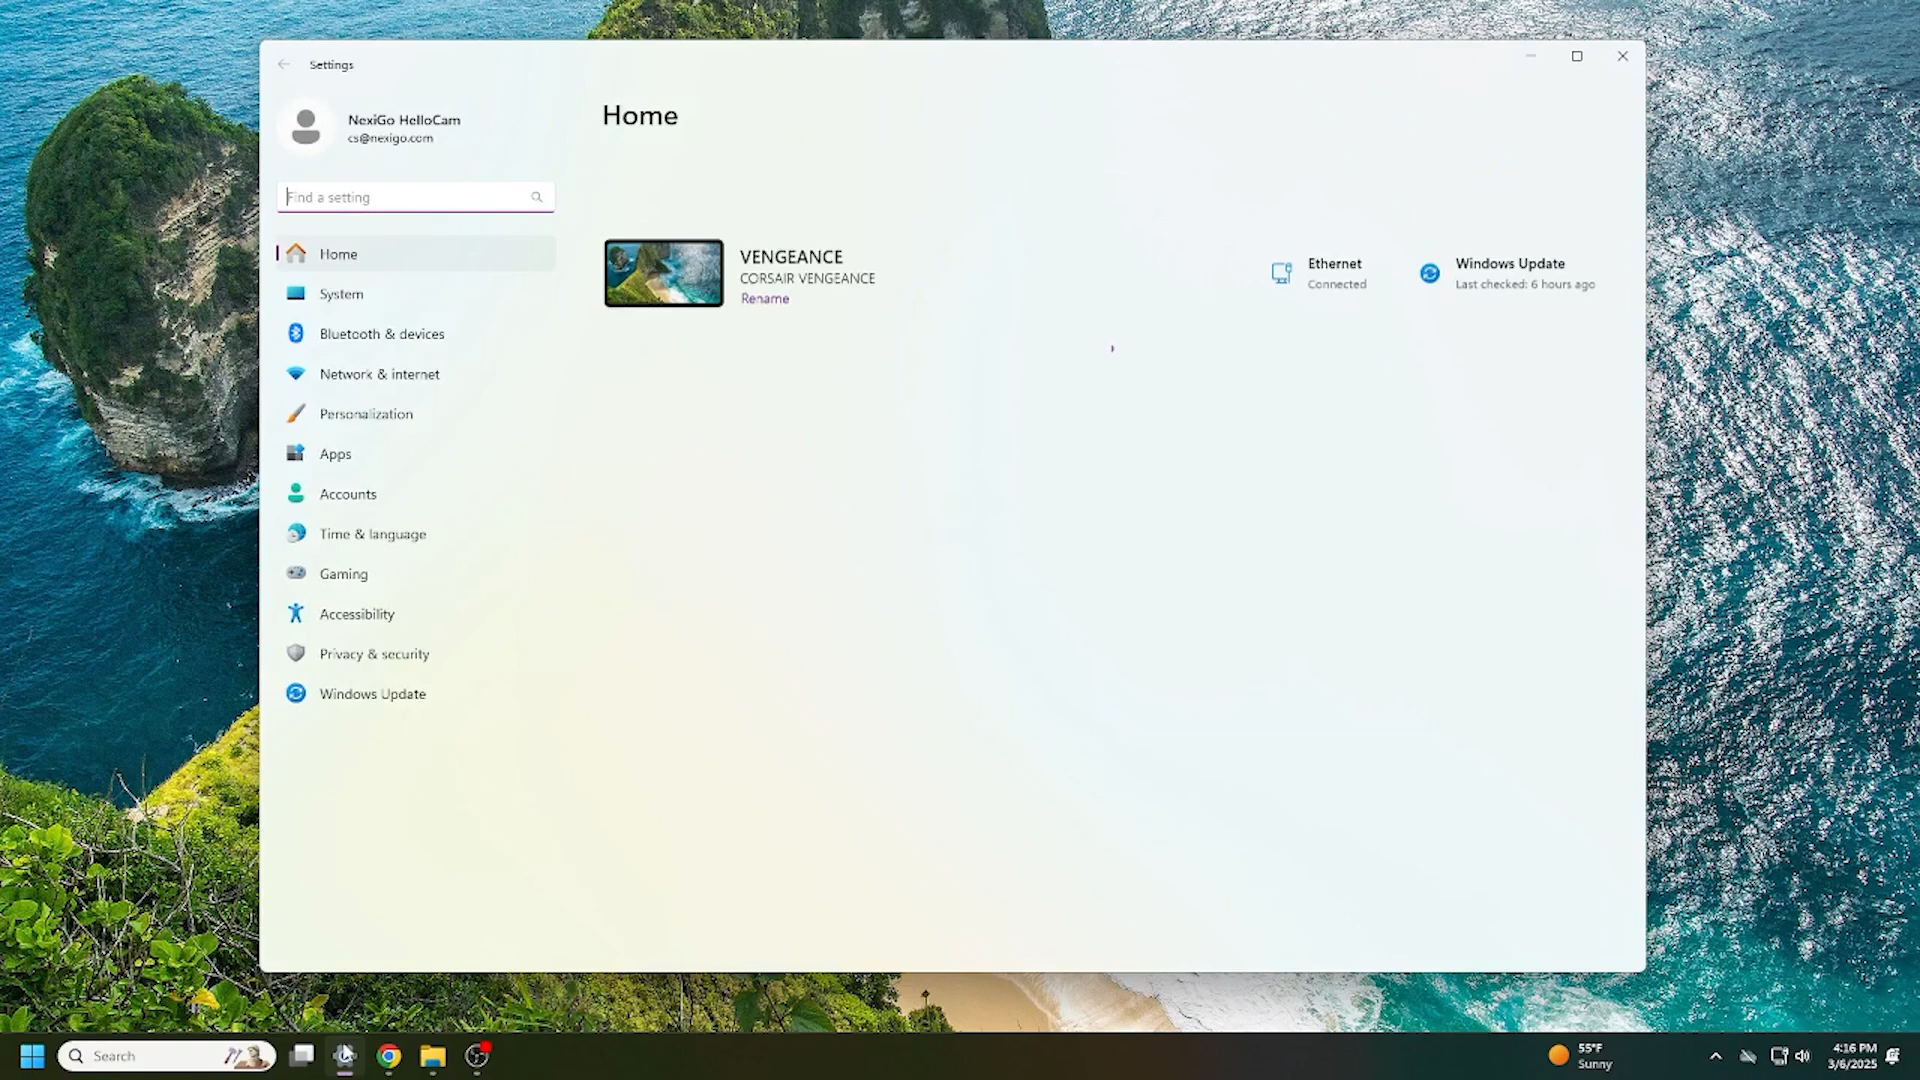 Settings
NexiGo HelloCam
cs@nexigo.com
Find a setting
Home
System
Bluetooth & devices
Network & internet
Personalization
Apps
Accounts
Time & language
Gaming
Accessibility
Privacy & security
Windows Update
Home
VENGEANCE
CORSAIR VENGEANCE
Rename
Ethernet
Connected
Windows Update
Last checked: 6 hours ago
Search
55°F
Sunny
4:16 PM
3/6/2025